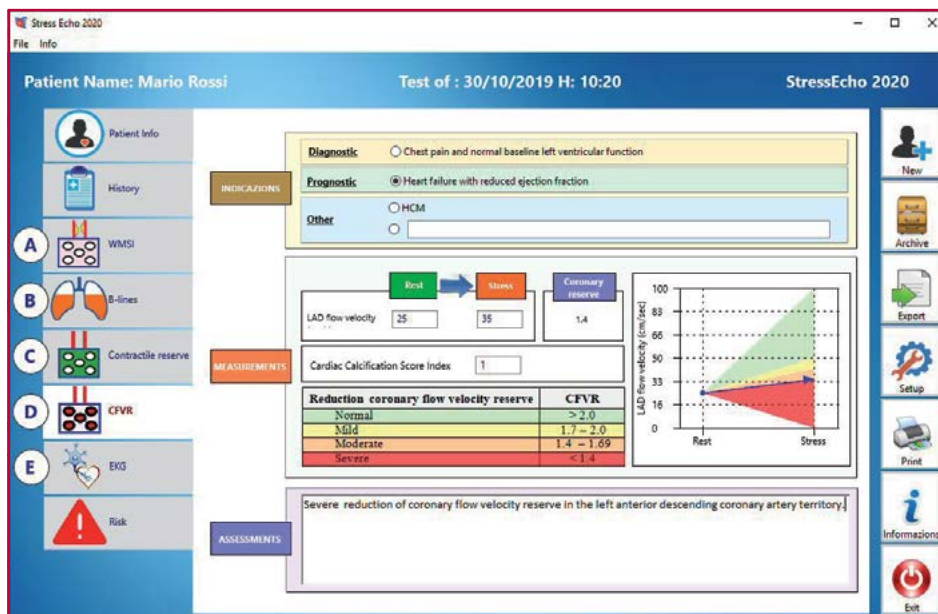 Stress Echo 2020
File Info
Patient Name: Mario Rossi Test of : 30/10/2019 H: 10:20 StressEcho 2020
Patient Info
History
A WMSI
B B-lines
C Contractile reserve
D CFVR
E EKG
Risk
INDICAZIONS
Diagnostic Chest pain and normal baseline left ventricular function
Prognostic Heart failure with reduced ejection fraction
Other HCM
MEASUREMENTS
Rest Stress Coronary reserve
LAD flow velocity 25 35 1.4
Cardiac Calcification Score Index 1
Reduction coronary flow velocity reserve CFVR
Normal > 2.0
Mild 1.7 – 2.0
Moderate 1.4 – 1.69
Severe < 1.4
LAD flow velocity (cm/sec)
100
83
66
50
33
16
0
Rest Stress
ASSESSMENTS
Severe reduction of coronary flow velocity reserve in the left anterior descending coronary artery territory.
New
Archive
Export
Setup
Print
Informazions
Exit